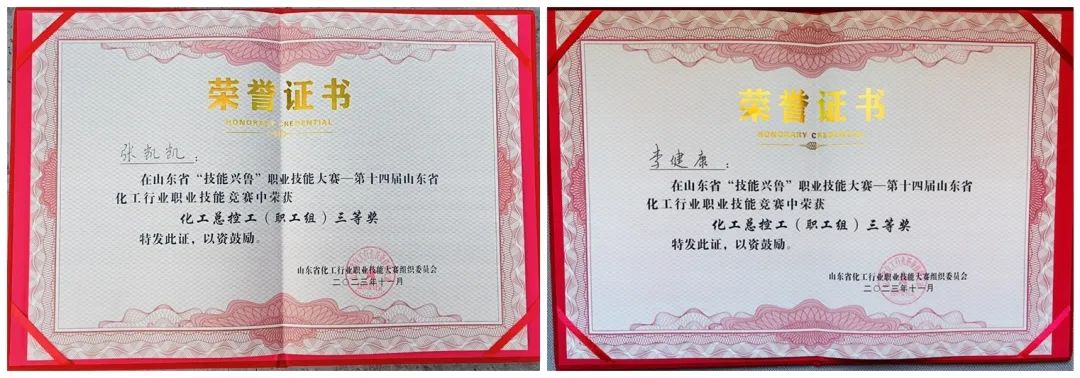 荣誉证书
HONORARY CREDENTIAL
张凯凯：
在山东省“技能兴鲁”职业技能大赛—第十四届山东省
化工行业职业技能竞赛中荣获
化工总控工（职工组）三等奖
特发此证，以资鼓励。
山东省化工行业职业技能大赛组织委员会
二〇二三年十一月
荣誉证书
HONORARY CREDENTIAL
李健康：
在山东省“技能兴鲁”职业技能大赛—第十四届山东省
化工行业职业技能竞赛中荣获
化工总控工（职工组）三等奖
特发此证，以资鼓励。
山东省化工行业职业技能大赛组织委员会
二〇二三年十一月